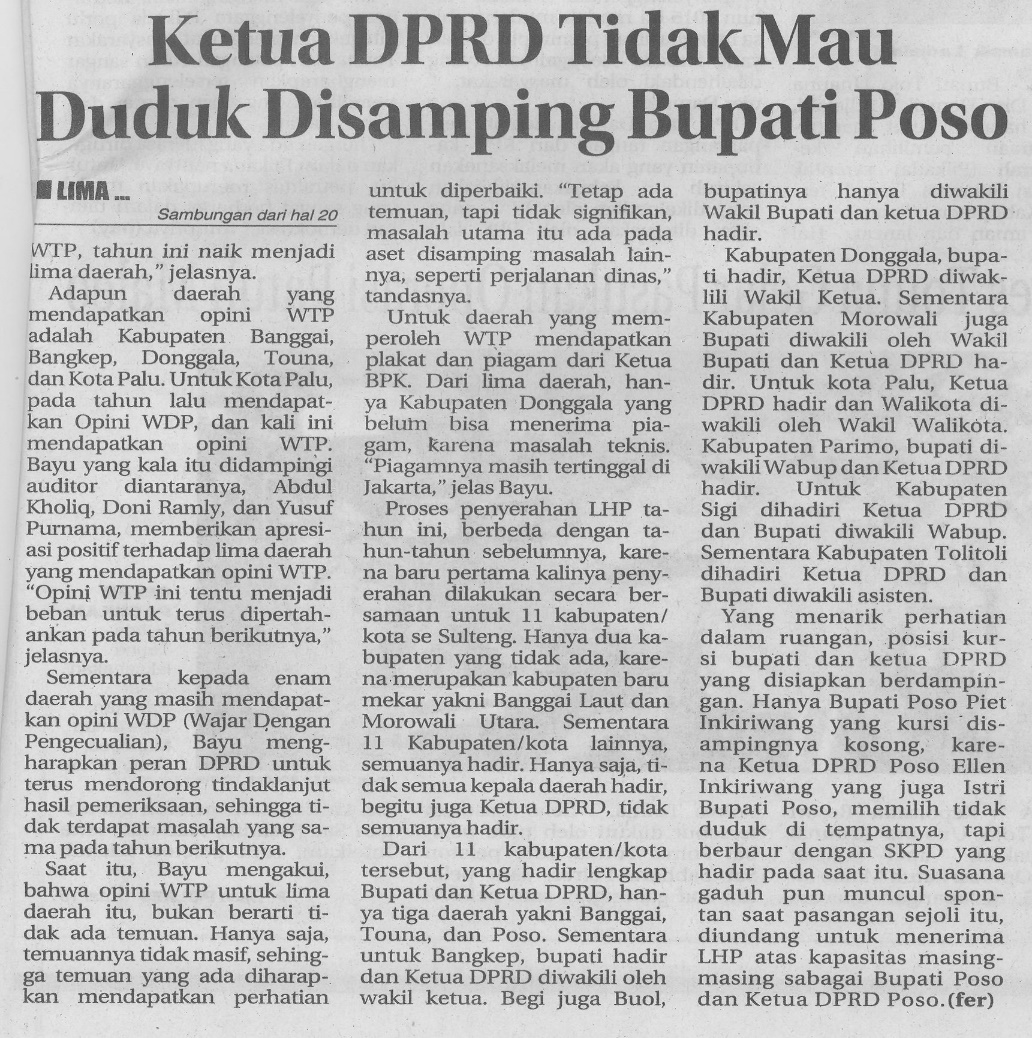 Ketua DPRD Tidak Mau
Duduk Disamping Bupati Poso
LIMA ...
Sambungan dari hal 20
WTP, tahun ini naik menjadi
lima daerah,” jelasnya.
Adapun daerah yang
mendapatkan opini WTP
adalah Kabupaten Banggai,
Bangkep, Donggala, Touna,
dan Kota Palu. Untuk Kota Palu,
pada tahun lalu mendapat-
kan Opini WDP, dan kali ini
mendapatkan opini WTP.
Bayu yang kala itu didampingi
auditor diantaranya, Abdul
Kholiq, Doni Ramly, dan Yusuf
Purnama, memberikan apresi-
asi positif terhadap lima daerah
yang mendapatkan opini WTP.
“Opini WTP ini tentu menjadi
beban untuk terus dipertah-
ankan pada tahun berikutnya,”
jelasnya.
Sementara kepada enam
daerah yang masih mendapat-
kan opini WDP (Wajar Dengan
Pengecualian), Bayu meng-
harapkan peran DPRD untuk
terus mendorong tindaklanjut
hasil pemeriksaan, sehingga ti-
dak terdapat masalah yang sa-
ma pada tahun berikutnya.
Saat itu, Bayu mengakui,
bahwa opini WTP untuk lima
daerah itu, bukan berarti ti-
dak ada temuan. Hanya saja,
temuannya tidak masif, sehing-
ga temuan yang ada diharap-
kan mendapatkan perhatian
untuk diperbaiki. “Tetap ada
temuan, tapi tidak signifikan,
masalah utama itu ada pada
aset disamping masalah lain-
nya, seperti perjalanan dinas,”
tandasnya.
Untuk daerah yang mem-
peroleh WTP mendapatkan
plakat dan piagam dari Ketua
BPK. Dari lima daerah, han-
ya Kabupaten Donggala yang
belum bisa menerima pia-
gam, karena masalah teknis.
“Piagamnya masih tertinggal di
Jakarta,” jelas Bayu.
Proses penyerahan LHP ta-
hun ini, berbeda dengan ta-
hun-tahun sebelumnya, kare-
na baru pertama kalinya peny-
erahan dilakukan secara ber-
samaan untuk 11 kabupaten/
kota se Sulteng. Hanya dua ka-
bupaten yang tidak ada, kare-
na merupakan kabupaten baru
mekar yakni Banggai Laut dan
Morowali Utara. Sementara
11 Kabupaten/kota lainnya,
semuanya hadir. Hanya saja, ti-
dak semua kepala daerah hadir,
begitu juga Ketua DPRD, tidak
semuanya hadir.
Dari 11 kabupaten/kota
tersebut, yang hadir lengkap
Bupati dan Ketua DPRD, han-
ya tiga daerah yakni Banggai,
Touna, dan Poso. Sementara
untuk Bangkep, bupati hadir
dan Ketua DPRD diwakili oleh
wakil ketua. Begi juga Buol,
bupatinya hanya diwakili
Wakil Bupati dan ketua DPRD
hadir.
Kabupaten Donggala, bupa-
ti hadir, Ketua DPRD diwak-
lili Wakil Ketua. Sementara
Kabupaten Morowali juga
Bupati diwakili oleh Wakil
Bupati dan Ketua DPRD ha-
dir. Untuk kota Palu, Ketua
DPRD hadir dan Walikota di-
wakili oleh Wakil Walikota.
Kabupaten Parimo, bupati di-
wakili Wabup dan Ketua DPRD
hadir. Untuk Kabupaten
Sigi dihadiri Ketua DPRD
dan Bupati diwakili Wabup.
Sementara Kabupaten Tolitoli
dihadiri Ketua DPRD dan
Bupati diwakili asisten.
Yang menarik perhatian
dalam ruangan, posisi kur-
si bupati dan ketua DPRD
yang disiapkan berdampin-
gan. Hanya Bupati Poso Piet
Inkiriwang yang kursi dis-
ampingnya kosong, kare-
na Ketua DPRD Poso Ellen
Inkiriwang yang juga Istri
Bupati Poso, memilih tidak
duduk di tempatnya, tapi
berbaur dengan SKPD yang
hadir pada saat itu. Suasana
gaduh pun muncul spon-
tan saat pasangan sejoli itu,
diundang untuk menerima
LHP atas kapasitas masing-
masing sabagai Bupati Poso
dan Ketua DPRD Poso.(fer)